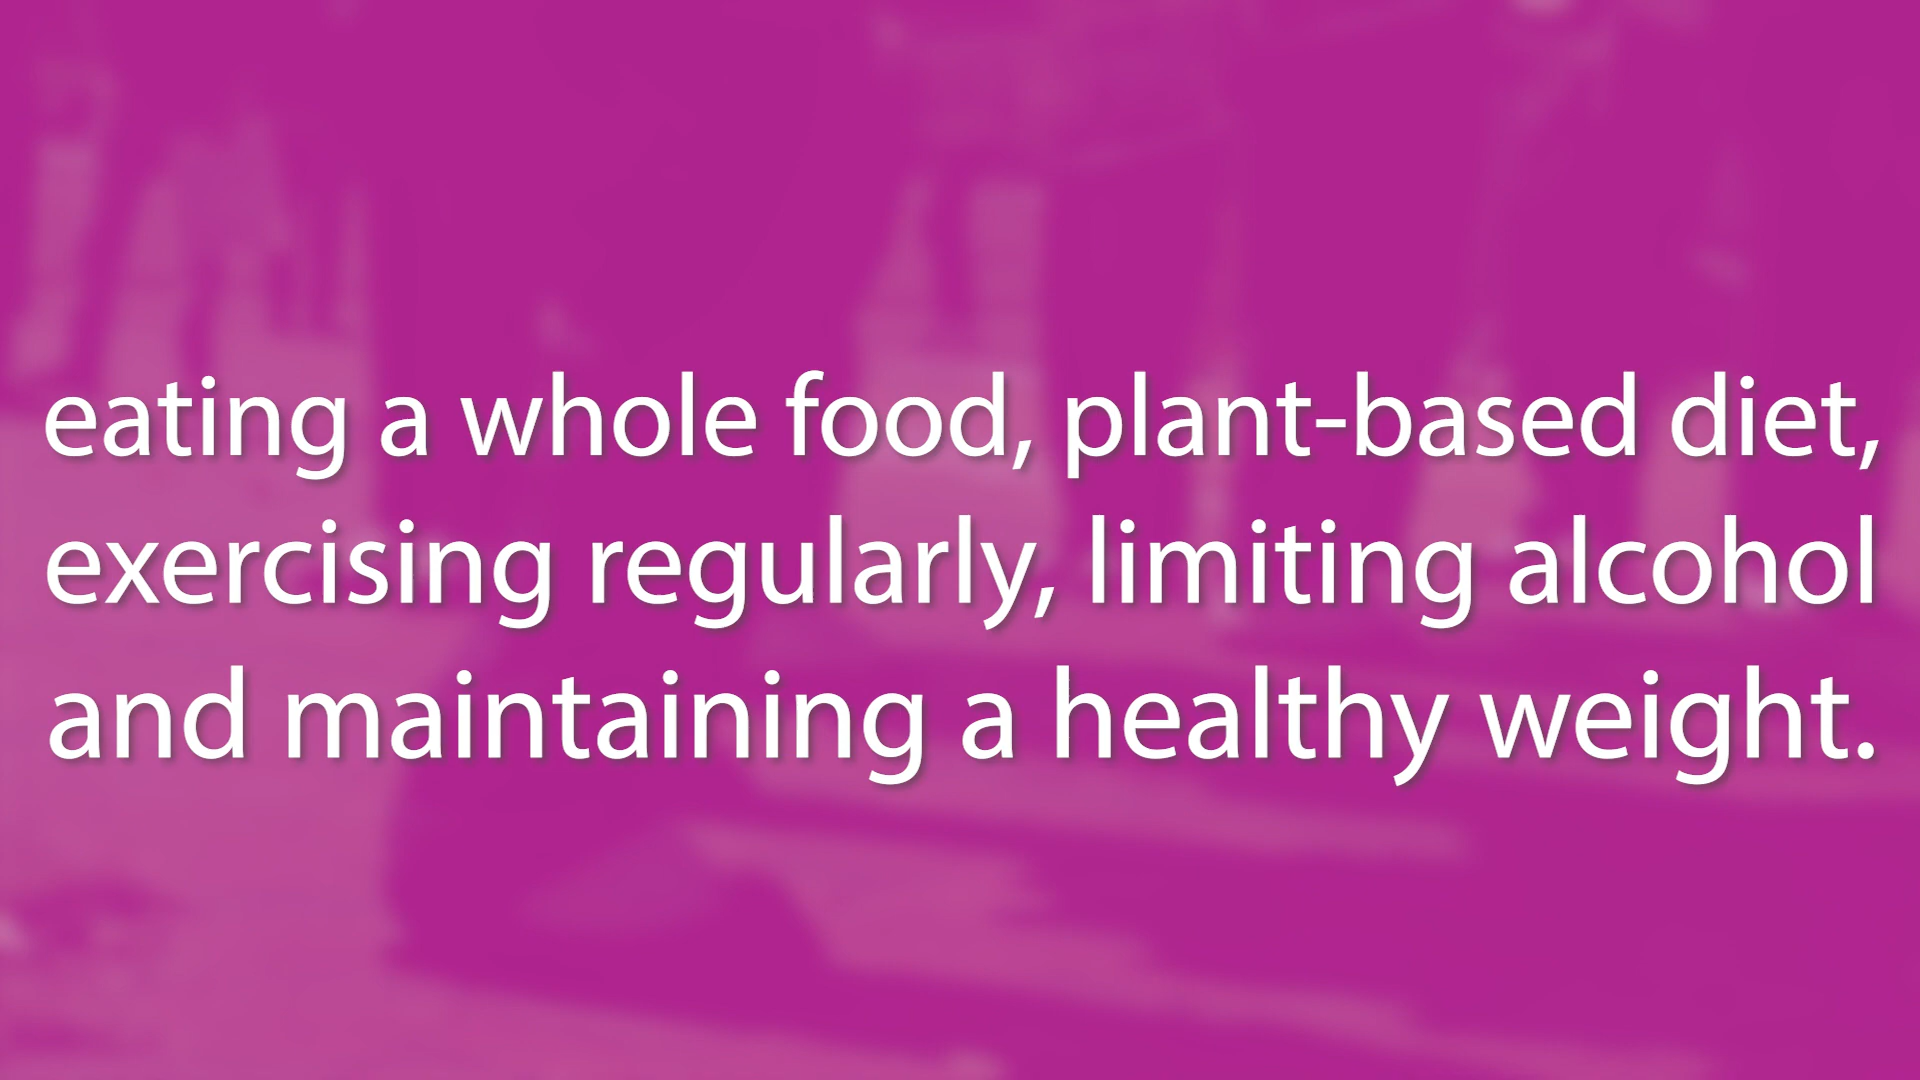 eating a whole food, plant-based diet,
exercising regularly, limiting alcohol
and maintaining a healthy weight.